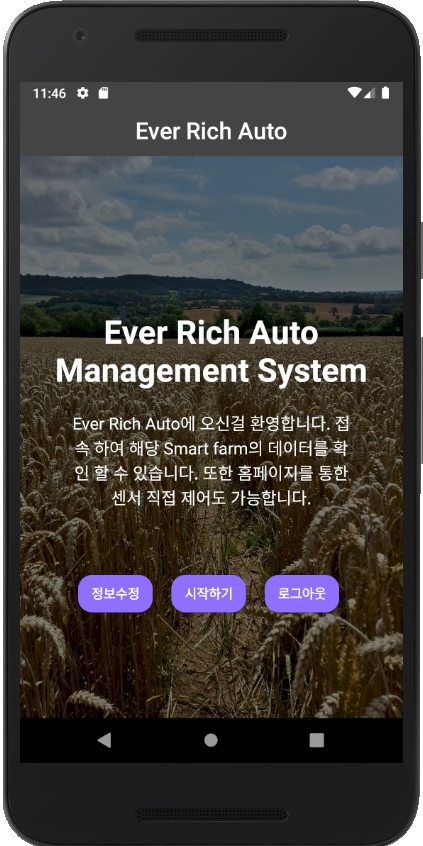 11:46
Ever Rich Auto
Ever Rich Auto
Management System
Ever Rich Auto에 오신걸 환영합니다. 접
속 하여 해당 Smart farm의 데이터를 확
인 할 수 있습니다. 또한 홈페이지를 통한
센서 직접 제어도 가능합니다.
정보수정 시작하기 로그아웃